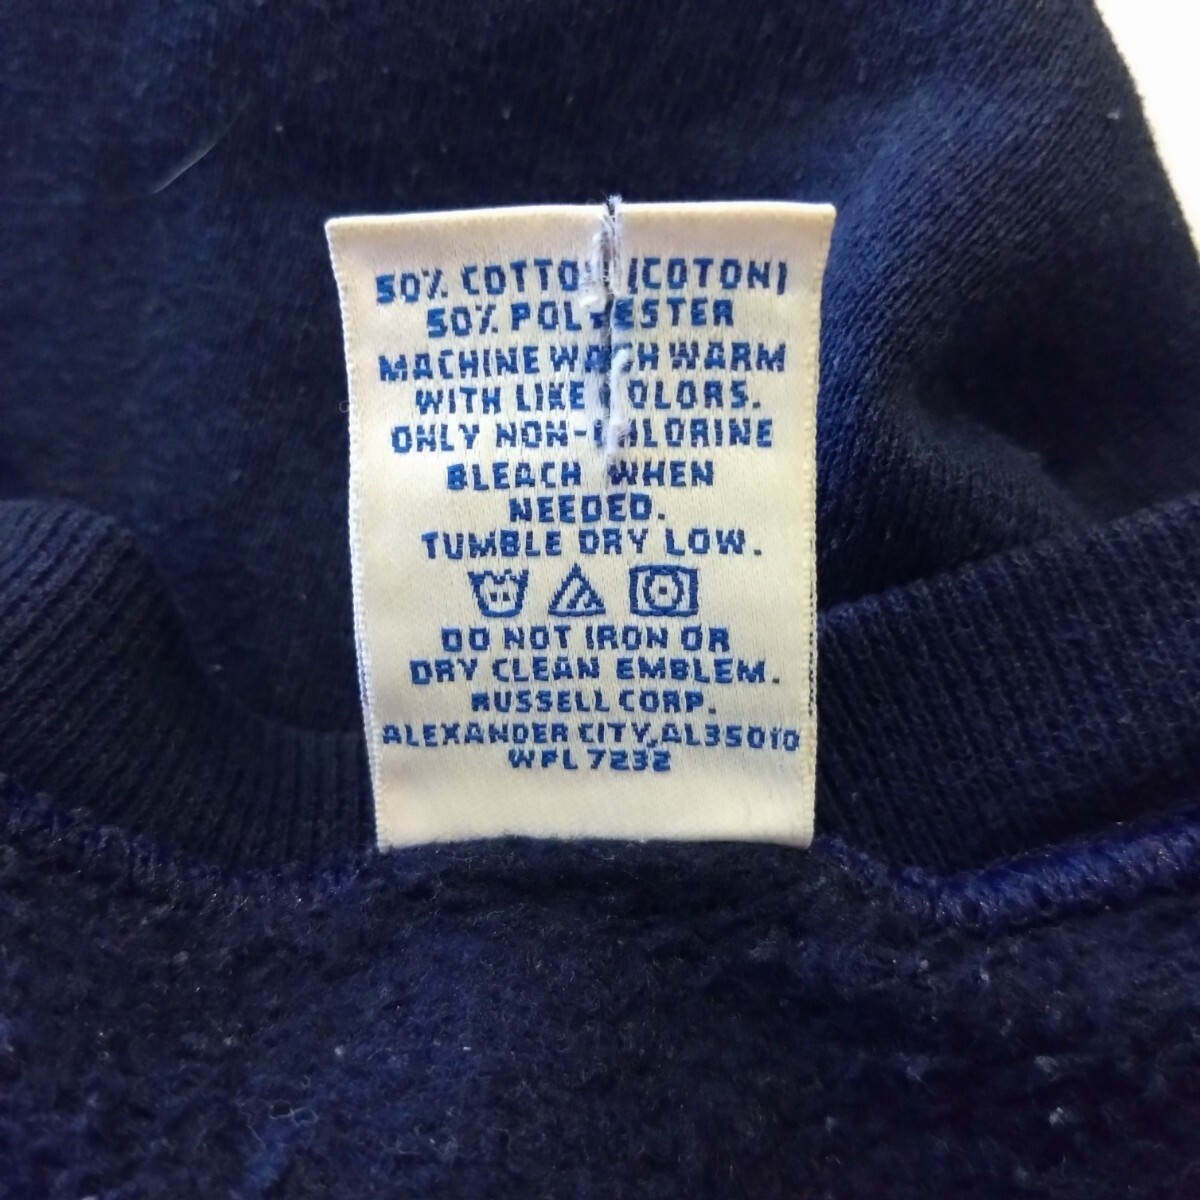 50% COTTON (COTON)
50% POLYESTER
MACHINE WASH WARM
WITH LIKE COLORS.
ONLY NON-CHLORINE
BLEACH WHEN
NEEDED.
TUMBLE DRY LOW.
DO NOT IRON OR
DRY CLEAN EMBLEM.
RUSSELL CORP.
ALEXANDER CITY, AL35010
WPL 7232